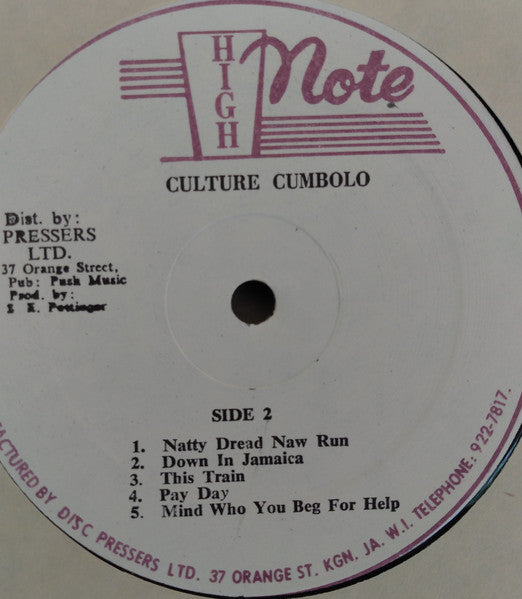 HIGH Note
CULTURE CUMBOLO
Dist. by:
PRESSERS
LTD.
37 Orange Street,
Pub: Push Music
Prod. by:
S E. Pottinger
SIDE 2
1. Natty Dread Naw Run
2. Down In Jamaica
3. This Train
4. Pay Day
5. Mind Who You Beg For Help
FACTURED BY DISC PRESSERS LTD. 37 ORANGE ST. KGN. JA. W.I. TELEPHONE: 922-7817.